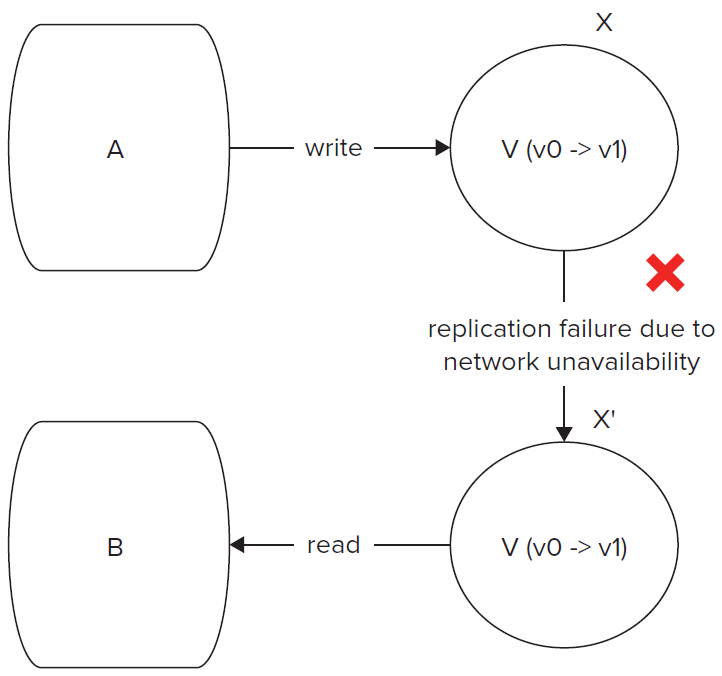 X
A
write
V (v0 -> v1)
replication failure due to
network unavailability
X'
B
read
V (v0 -> v1)